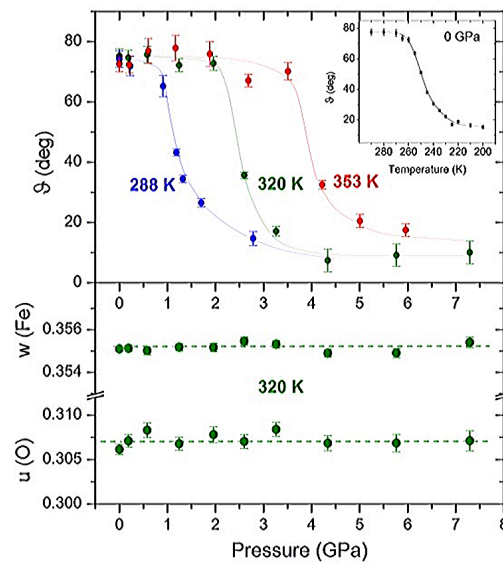 100
80
60
40
20
0
ϑ (deg)
288 K
320 K
353 K
0 GPa
80
60
40
20
0
ϑ (deg)
280 260 240 220 200
Temperature (K)
0.356
0.354
w (Fe)
320 K
0.310
0.305
0.300
u (O)
0 1 2 3 4 5 6 7 8
Pressure (GPa)